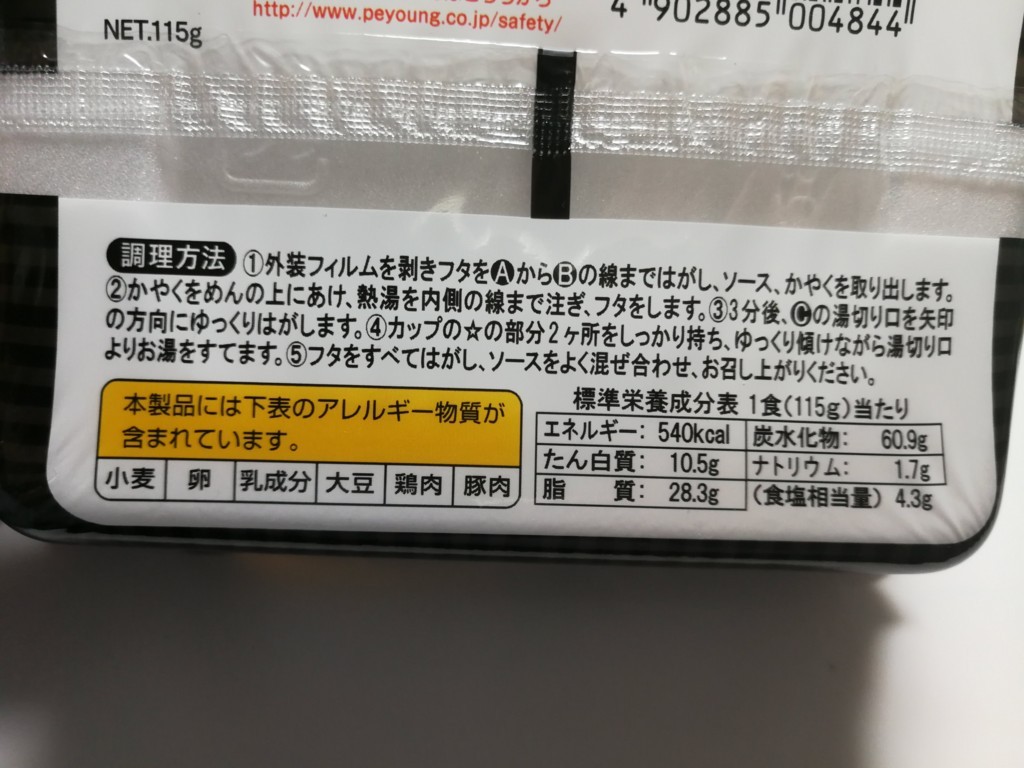 http://www.peyoung.co.jp/safety/
4 902885 004844
NET.115g
調理方法 ①外装フィルムを剥きフタをⒶからⒷの線まではがし、ソース、かやくを取り出します。
②かやくをめんの上にあけ、熱湯を内側の線まで注ぎ、フタをします。③3分後、Ⓒの湯切り口を矢印
の方向にゆっくりはがします。④カップの☆の部分2ヶ所をしっかり持ち、ゆっくり傾けながら湯切り口
よりお湯をすてます。⑤フタをすべてはがし、ソースをよく混ぜ合わせ、お召し上がりください。
本製品には下表のアレルギー物質が
含まれています。
小麦 卵 乳成分 大豆 鶏肉 豚肉
標準栄養成分表 1食(115g)当たり
エネルギー: 540kcal 炭水化物: 60.9g
たん白質: 10.5g ナトリウム: 1.7g
脂 質: 28.3g (食塩相当量) 4.3g